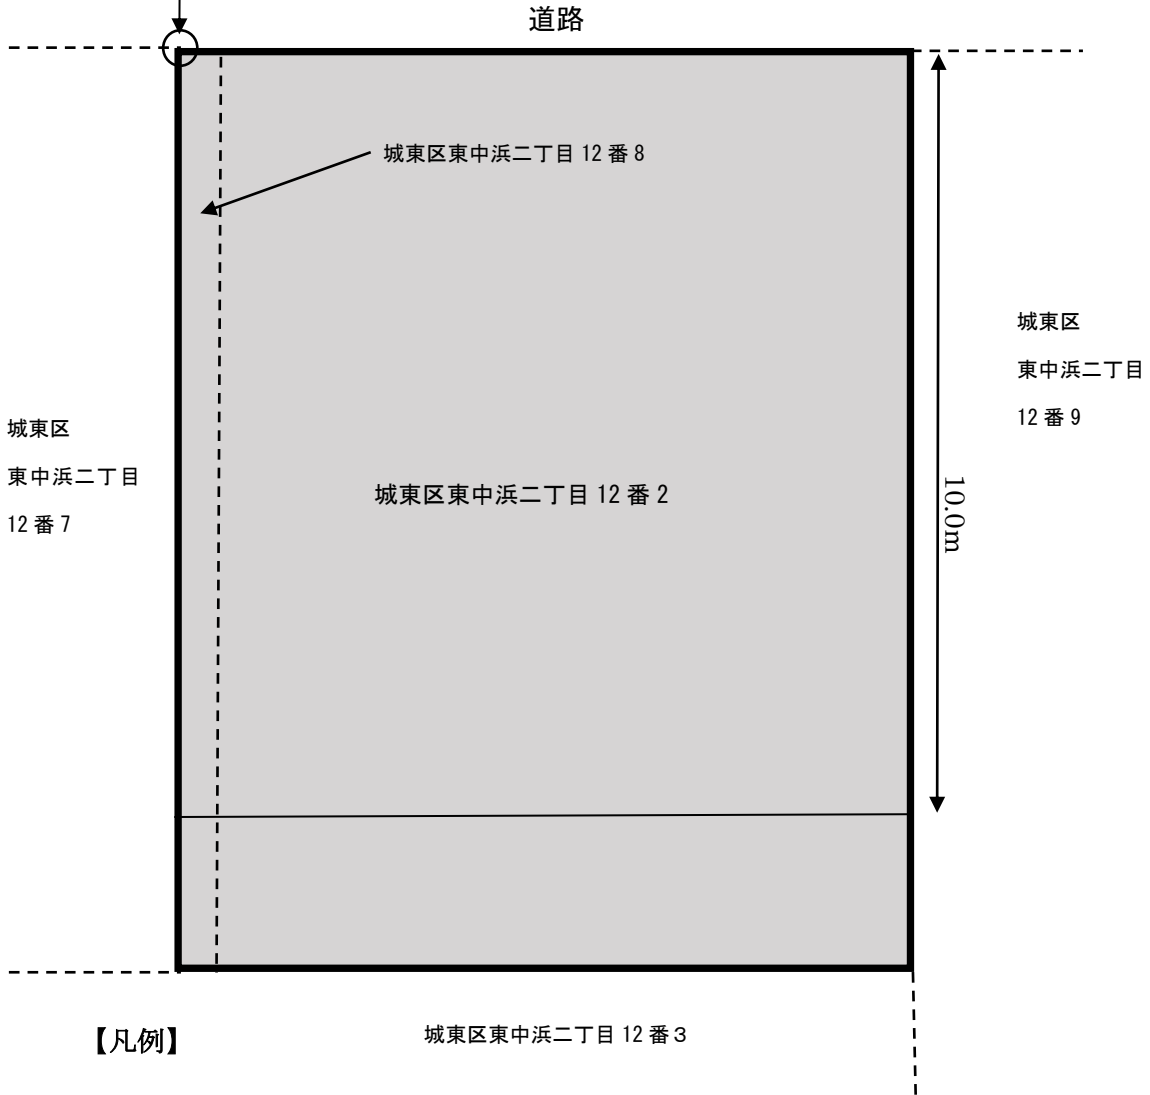 道路
城東区東中浜二丁目 12 番 8
城東区
東中浜二丁目
12 番 9
城東区
東中浜二丁目
12 番 7
城東区東中浜二丁目 12 番 2
10.0m
城東区東中浜二丁目 12 番３
【凡例】